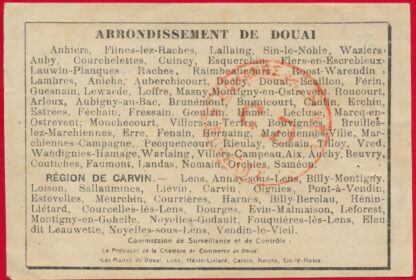 ARRONDISSEMENT DE DOUAI
Anhiers, Flines-lez-Raches, Lallaing, Sin-le-Noble, Waziers
Auby, Courchelettes, Cuincy, Esquerchin, Flers-en-Escrebieux
Lauwin-Planques Raches, Roost-Warendin
Lambres, Aniche, Auberchicourt, Dechy, Douai, Ecaillon, Férin,
Guesnain, Lewarde, Loffre, Masny, Montigny-en-Ostrevent, Roucourt,
Arleux, Aubigny-au-Bac, Brunémont, Bugnicourt, Cantin, Erchin,
Estrées, Féchain, Fressain, Goeulzin, Hamel, Lécluse, Marcq-en-
Ostrevent, Monchecourt, Villers-au-Tertre, Bouvignies, Bruille-
lez-Marchiennes, Erre, Fenain, Hornaing, Ville, Mar-
chiennes-Campagne, Pecquencourt, Rieulay, Somain, Tilloy, Vred,
Wandignies-Hamage, Warlaing, Villers-Campeau, Aix, Auchy, Beuvry
Coutiches, Faumont, Landas, Nomain, Orchies, Saméon.
RÉGION DE CARVIN. — Lens, Annay-sous-Lens, Billy-Montigny,
Loison, Sallaumines, Liévin, Carvin, Oignies, Pont-à-Vendin,
Estevelles, Meurchin, Courrières, Harnes, Billy-Berclau, Hénin-
Liétard, Courcelles-lès-Lens, Dourges, Evin-Malmaison, Leforest,
Montigny-en-Gohelle, Noyelles-Godault, Fouquières-lès-Lens, Eleu
dit Leauwette, Noyelles-sous-Lens, Vendin-le-Vieil.
Commission de Surveillance et de Contrôle :
Le Président de la Chambre de Commerce de Douai
Les Maires de Douai, Lens, Hénin-Liétard, Carvin, Aniche, Sin-le-Noble.